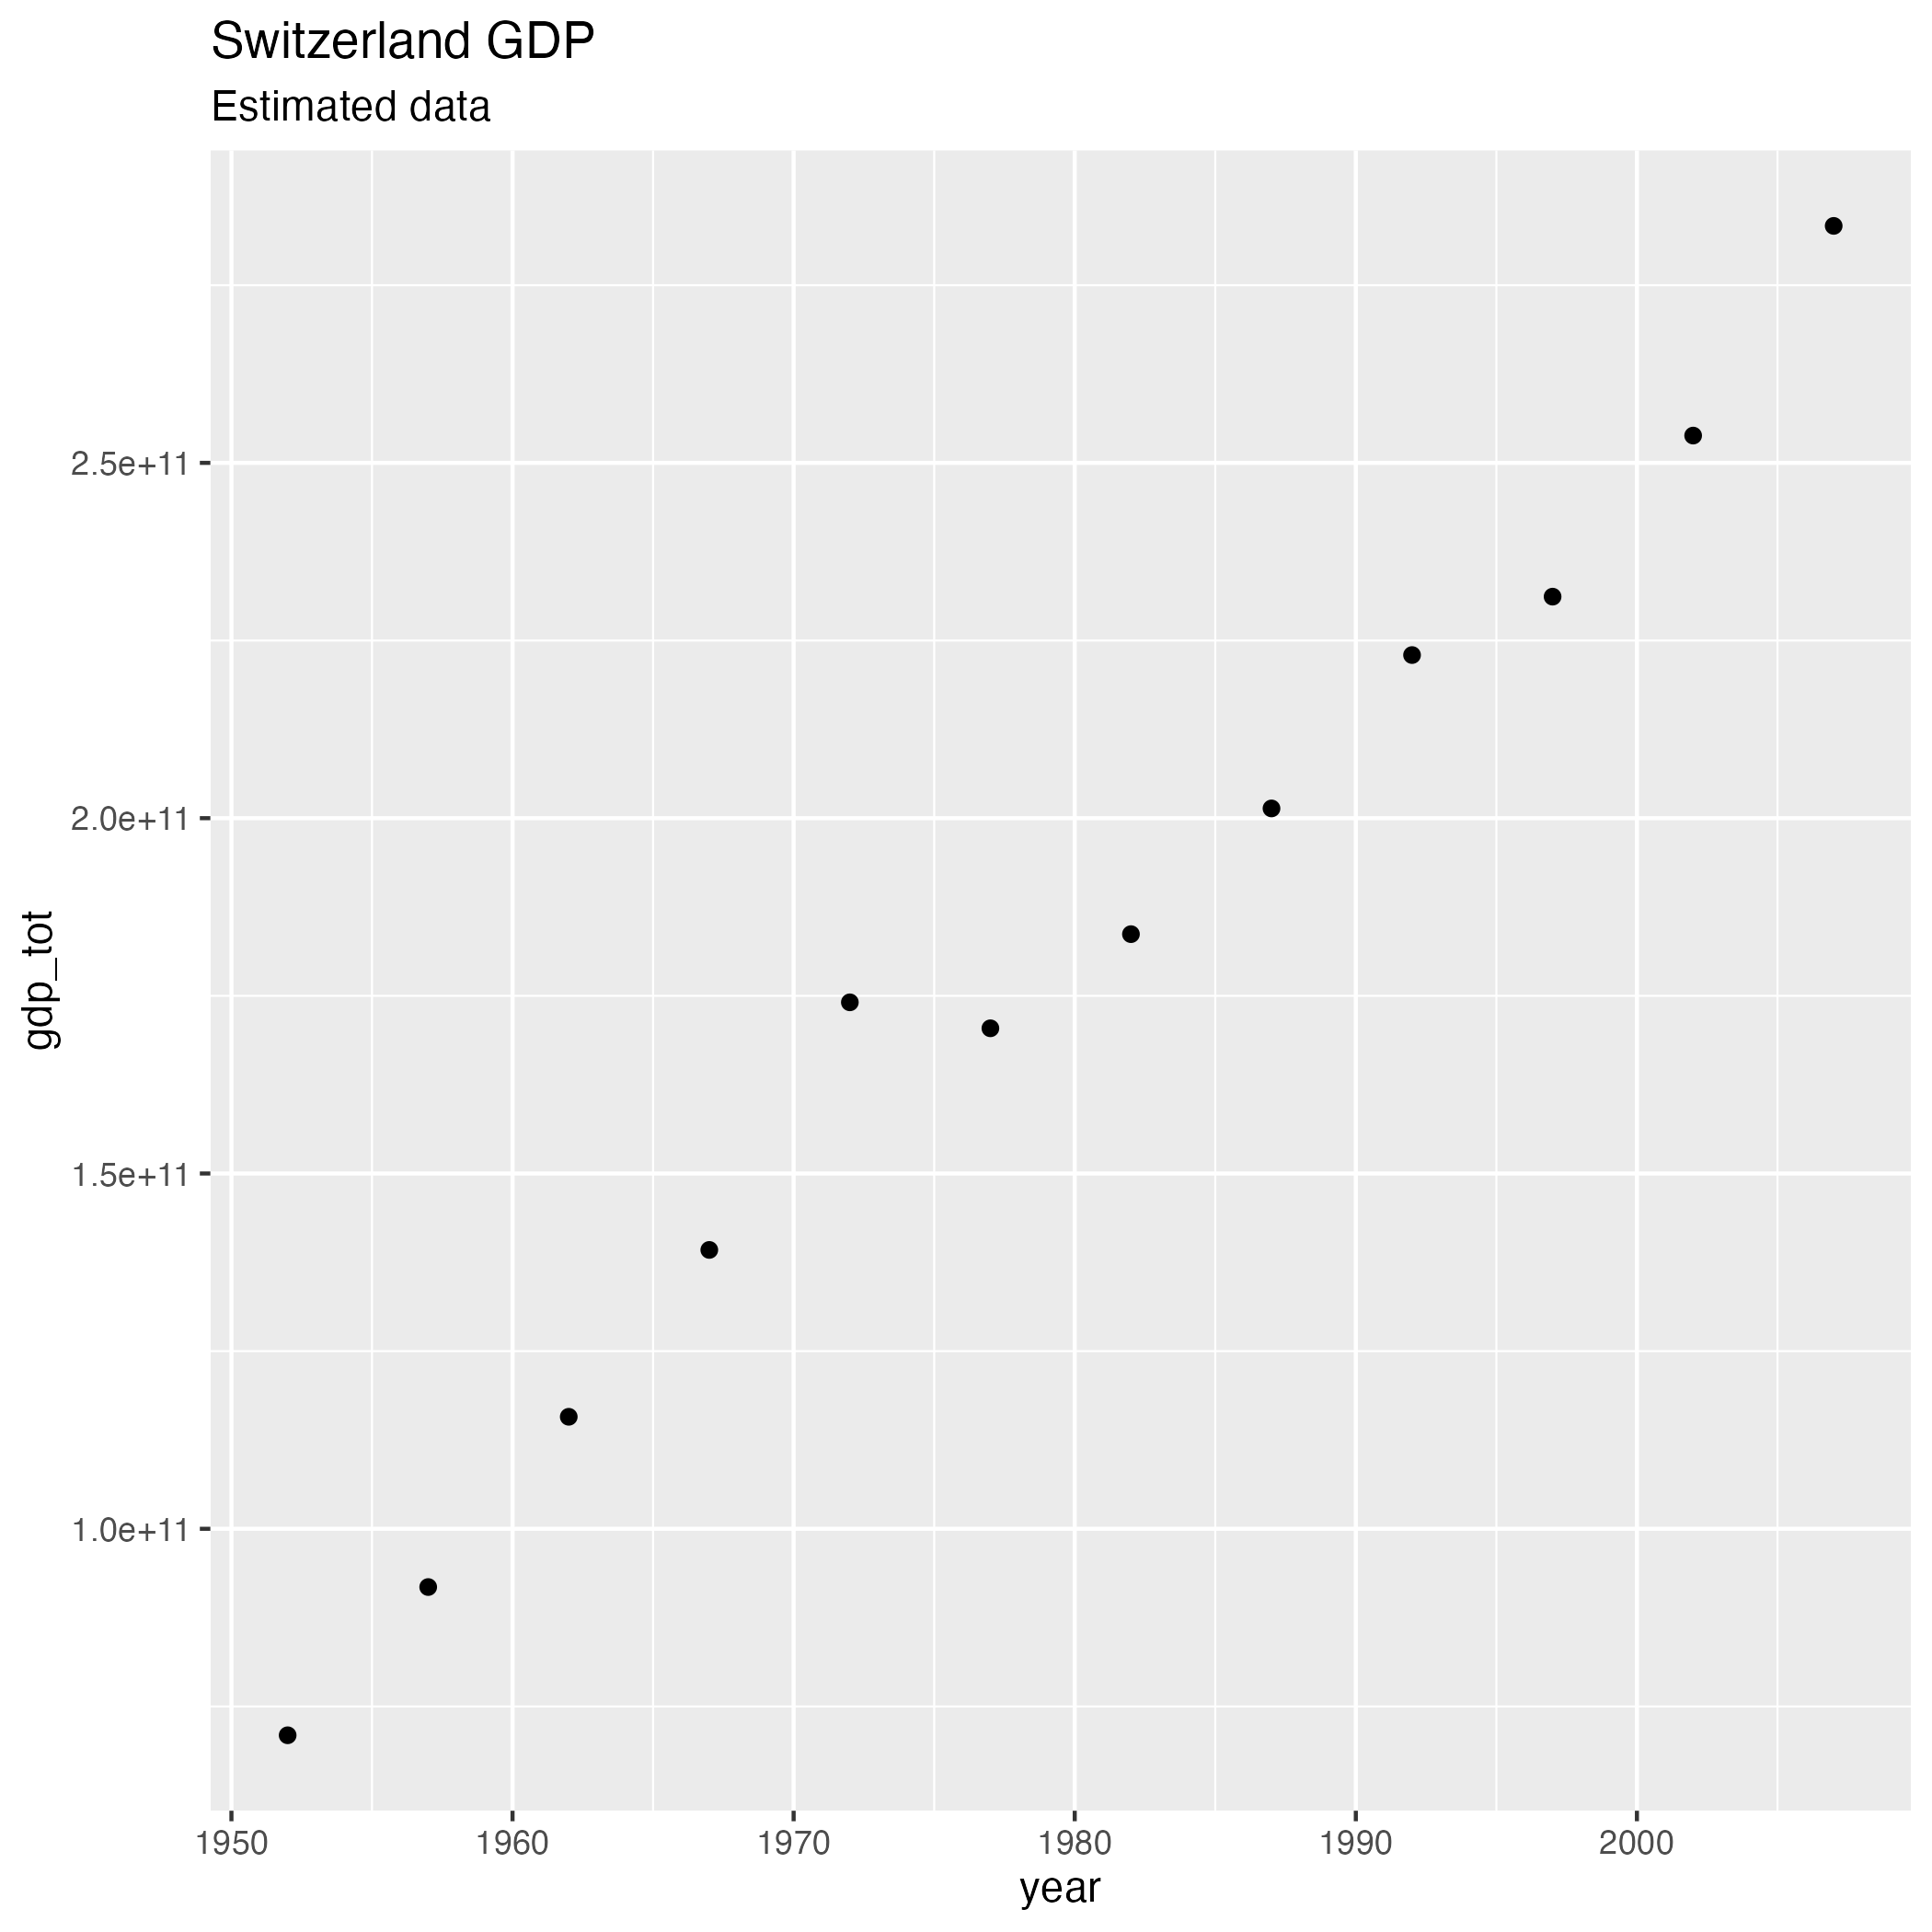 Switzerland GDP
Estimated data
gdp_tot
2.5e+11
2.0e+11
1.5e+11
1.0e+11
1950 1960 1970 1980 1990 2000
year